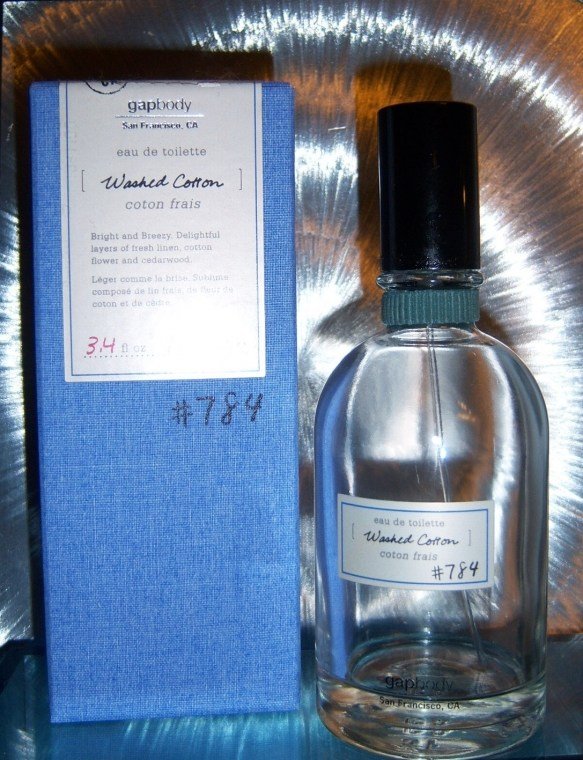 gapbody
San Francisco, CA
eau de toilette
[ Washed Cotton ]
coton frais
Bright and Breezy. Delightful
layers of fresh linen, cotton
flower and cedarwood.
Léger comme la brise. Sublime
composé de lin frais, de fleur de
coton et de cèdre.
3.4 fl oz
#784
eau de toilette
[ Washed Cotton ]
coton frais
#784
gapbody
San Francisco, CA